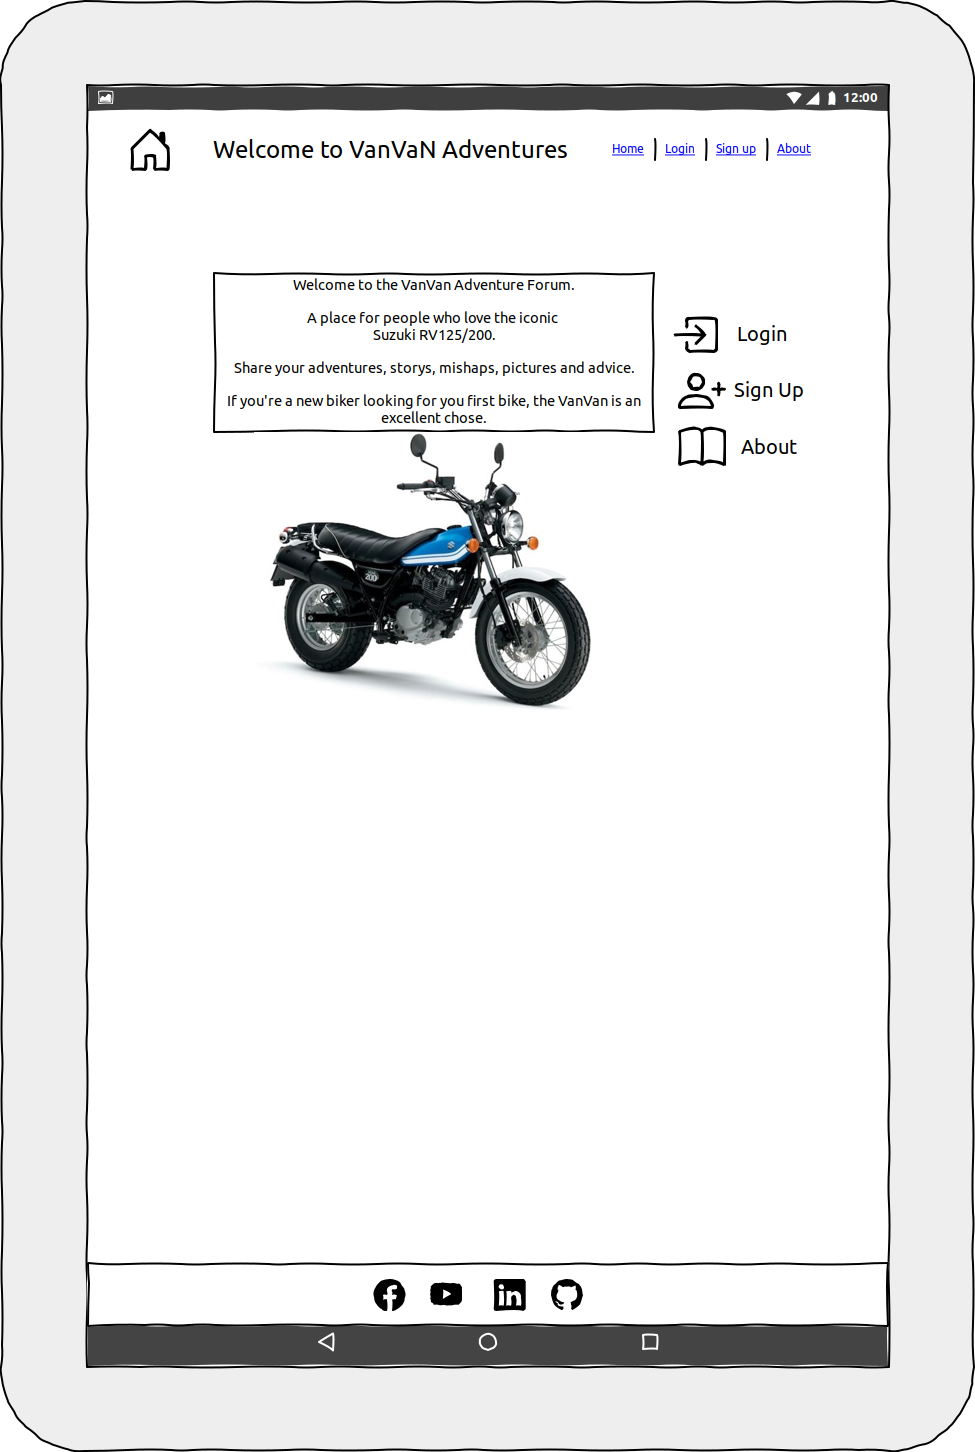 12:00
Welcome to VanVaN Adventures
Home | Login | Sign up | About
Welcome to the VanVan Adventure Forum.
A place for people who love the iconic
Suzuki RV125/200.
Share your adventures, storys, mishaps, pictures and advice.
If you're a new biker looking for you first bike, the VanVan is an
excellent chose.
Login
Sign Up
About
200